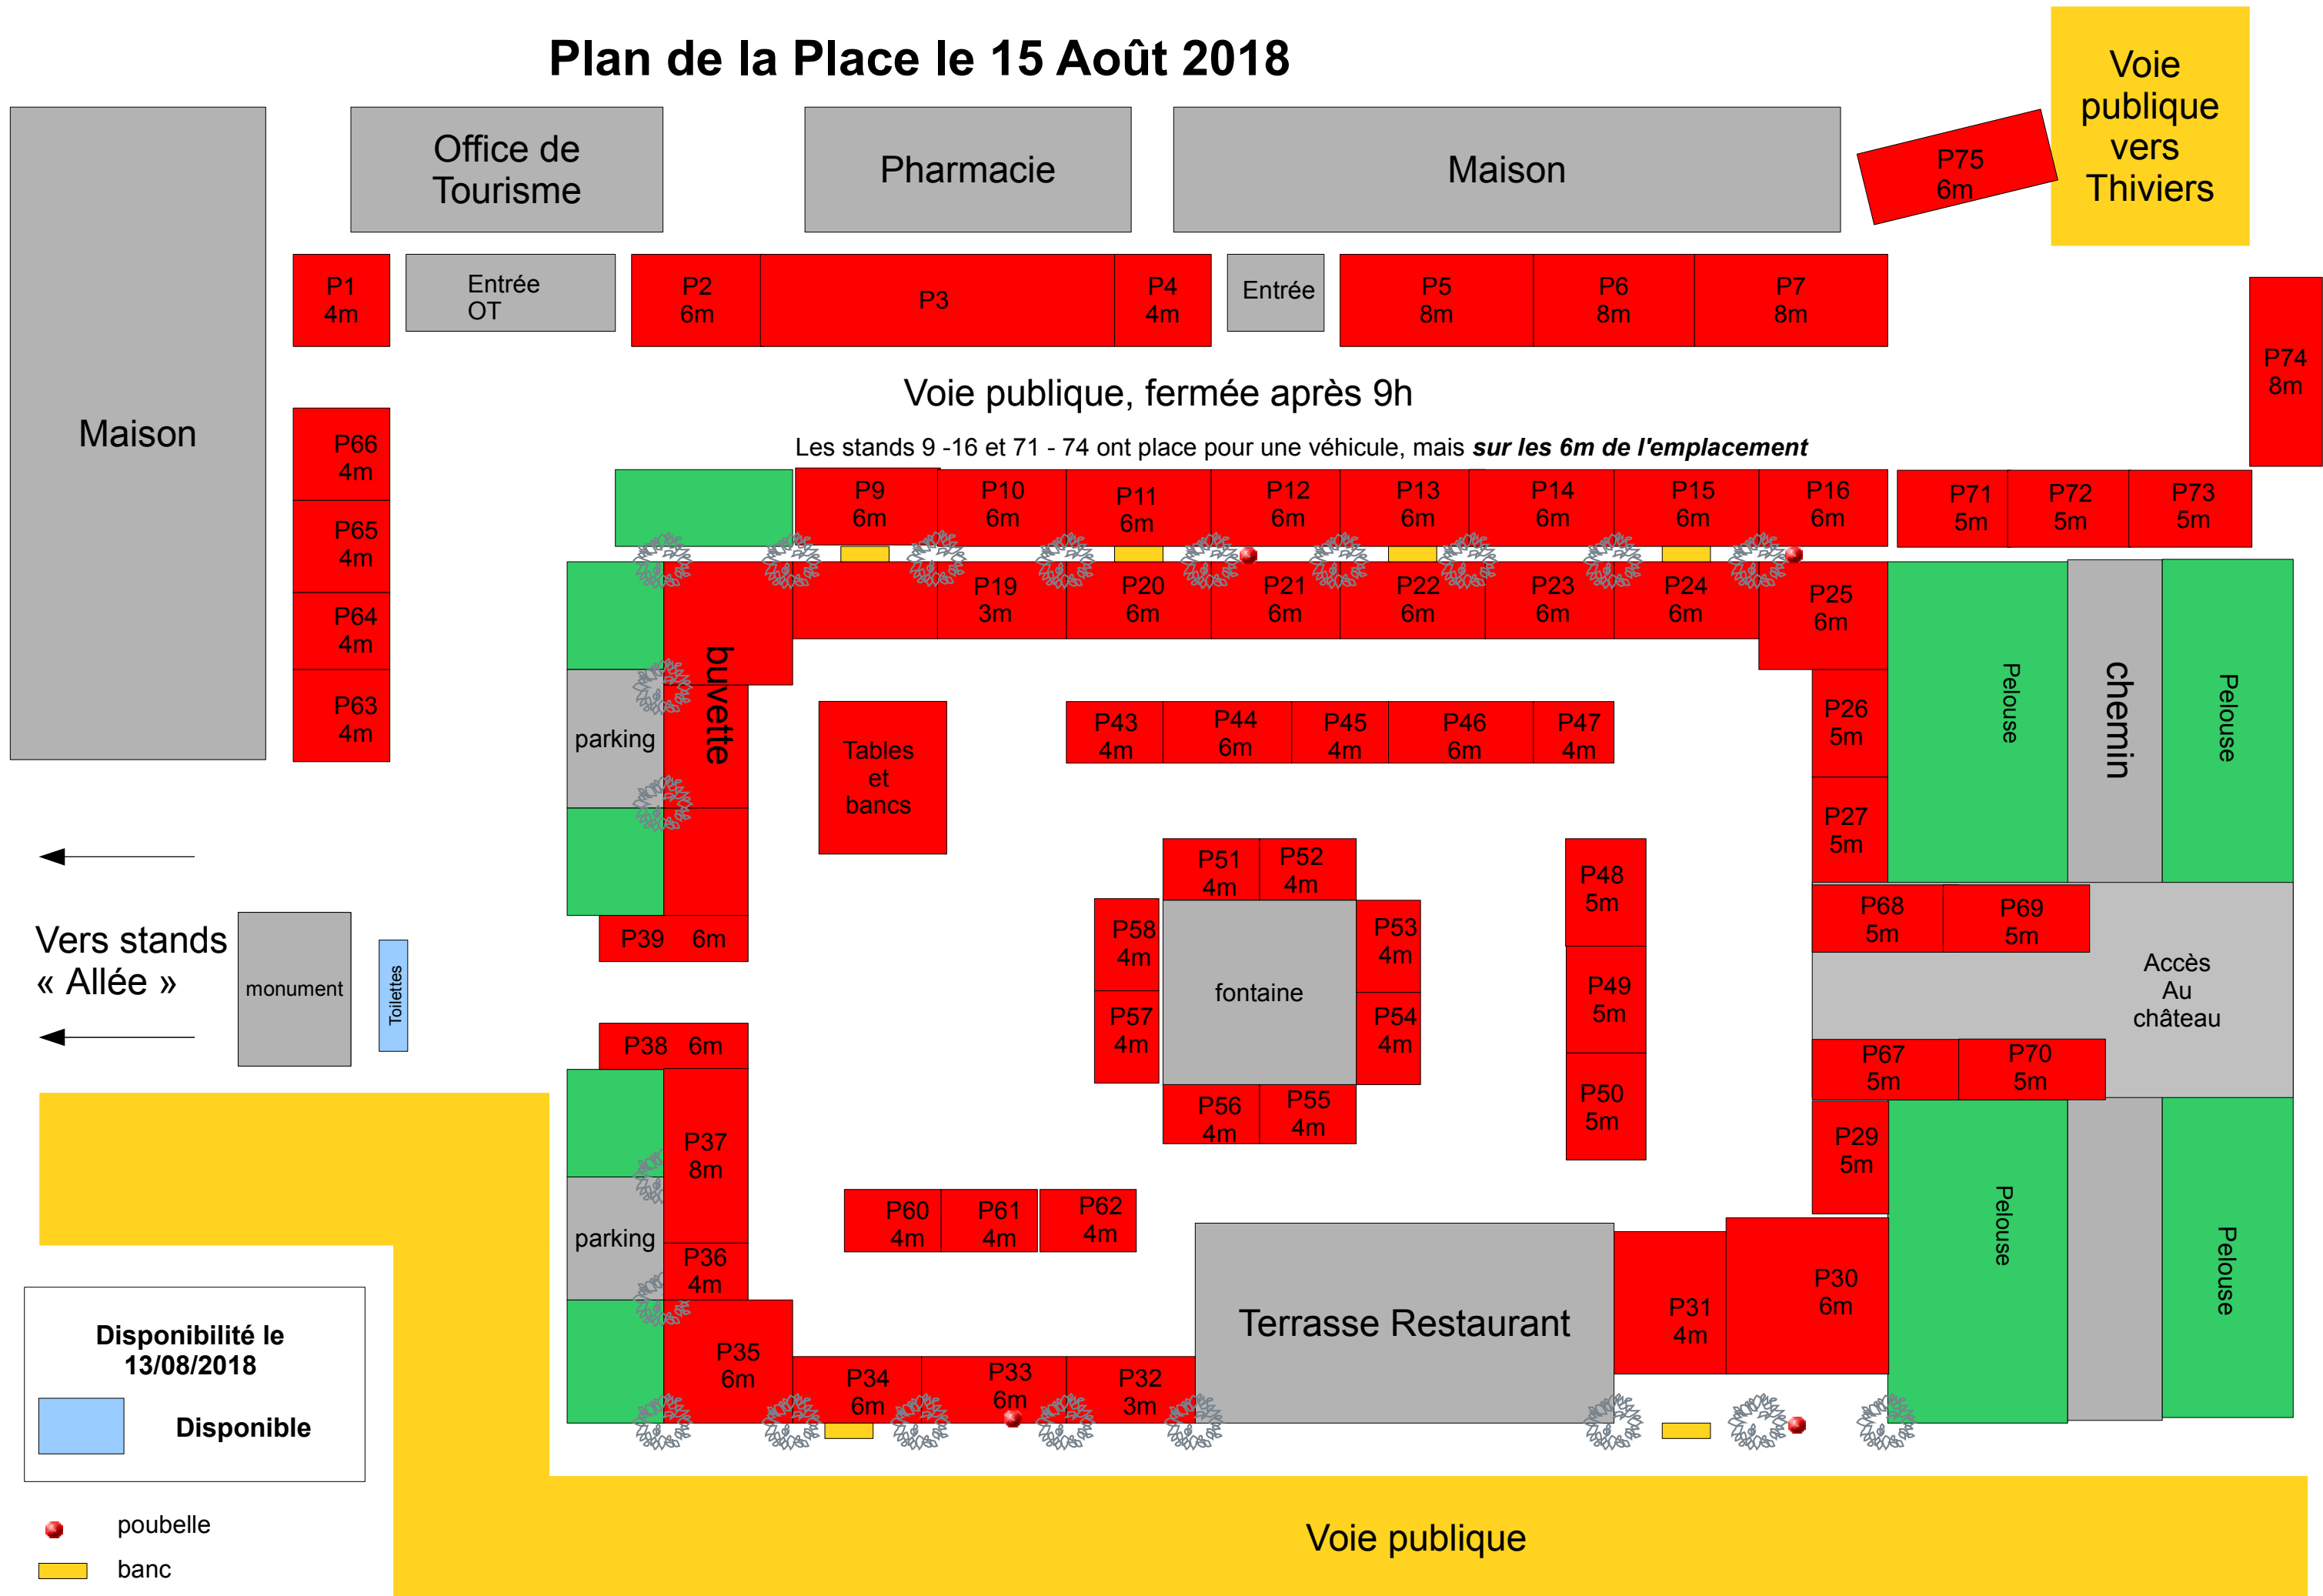 Plan de la Place le 15 Août 2018
Voie
publique
vers
Thiviers
Office de
Tourisme
Pharmacie
Maison
P75
6m
Maison
P1
4m
Entrée
OT
P2
6m
P3
P4
4m
Entrée
P5
8m
P6
8m
P7
8m
P74
8m
Voie publique, fermée après 9h
Les stands 9 -16 et 71 - 74 ont place pour une véhicule, mais sur les 6m de l'emplacement
P66
4m
P65
4m
P64
4m
P63
4m
P9
6m
P10
6m
P11
6m
P12
6m
P13
6m
P14
6m
P15
6m
P16
6m
P71
5m
P72
5m
P73
5m
P19
3m
P20
6m
P21
6m
P22
6m
P23
6m
P24
6m
P25
6m
buvette
parking
Tables
et
bancs
P43
4m
P44
6m
P45
4m
P46
6m
P47
4m
P26
5m
P27
5m
Pelouse
chemin
Pelouse
P51
4m
P52
4m
P58
4m
P57
4m
fontaine
P53
4m
P54
4m
P56
4m
P55
4m
P48
5m
P49
5m
P50
5m
P68
5m
P69
5m
Accès
Au
château
P67
5m
P70
5m
P29
5m
Vers stands
« Allée »
monument
Toilettes
P39 6m
P38 6m
P37
8m
parking
P36
4m
P35
6m
P60
4m
P61
4m
P62
4m
P34
6m
P33
6m
P32
3m
Terrasse Restaurant
P31
4m
P30
6m
Pelouse
Pelouse
Disponibilité le
13/08/2018
Disponible
poubelle
banc
Voie publique